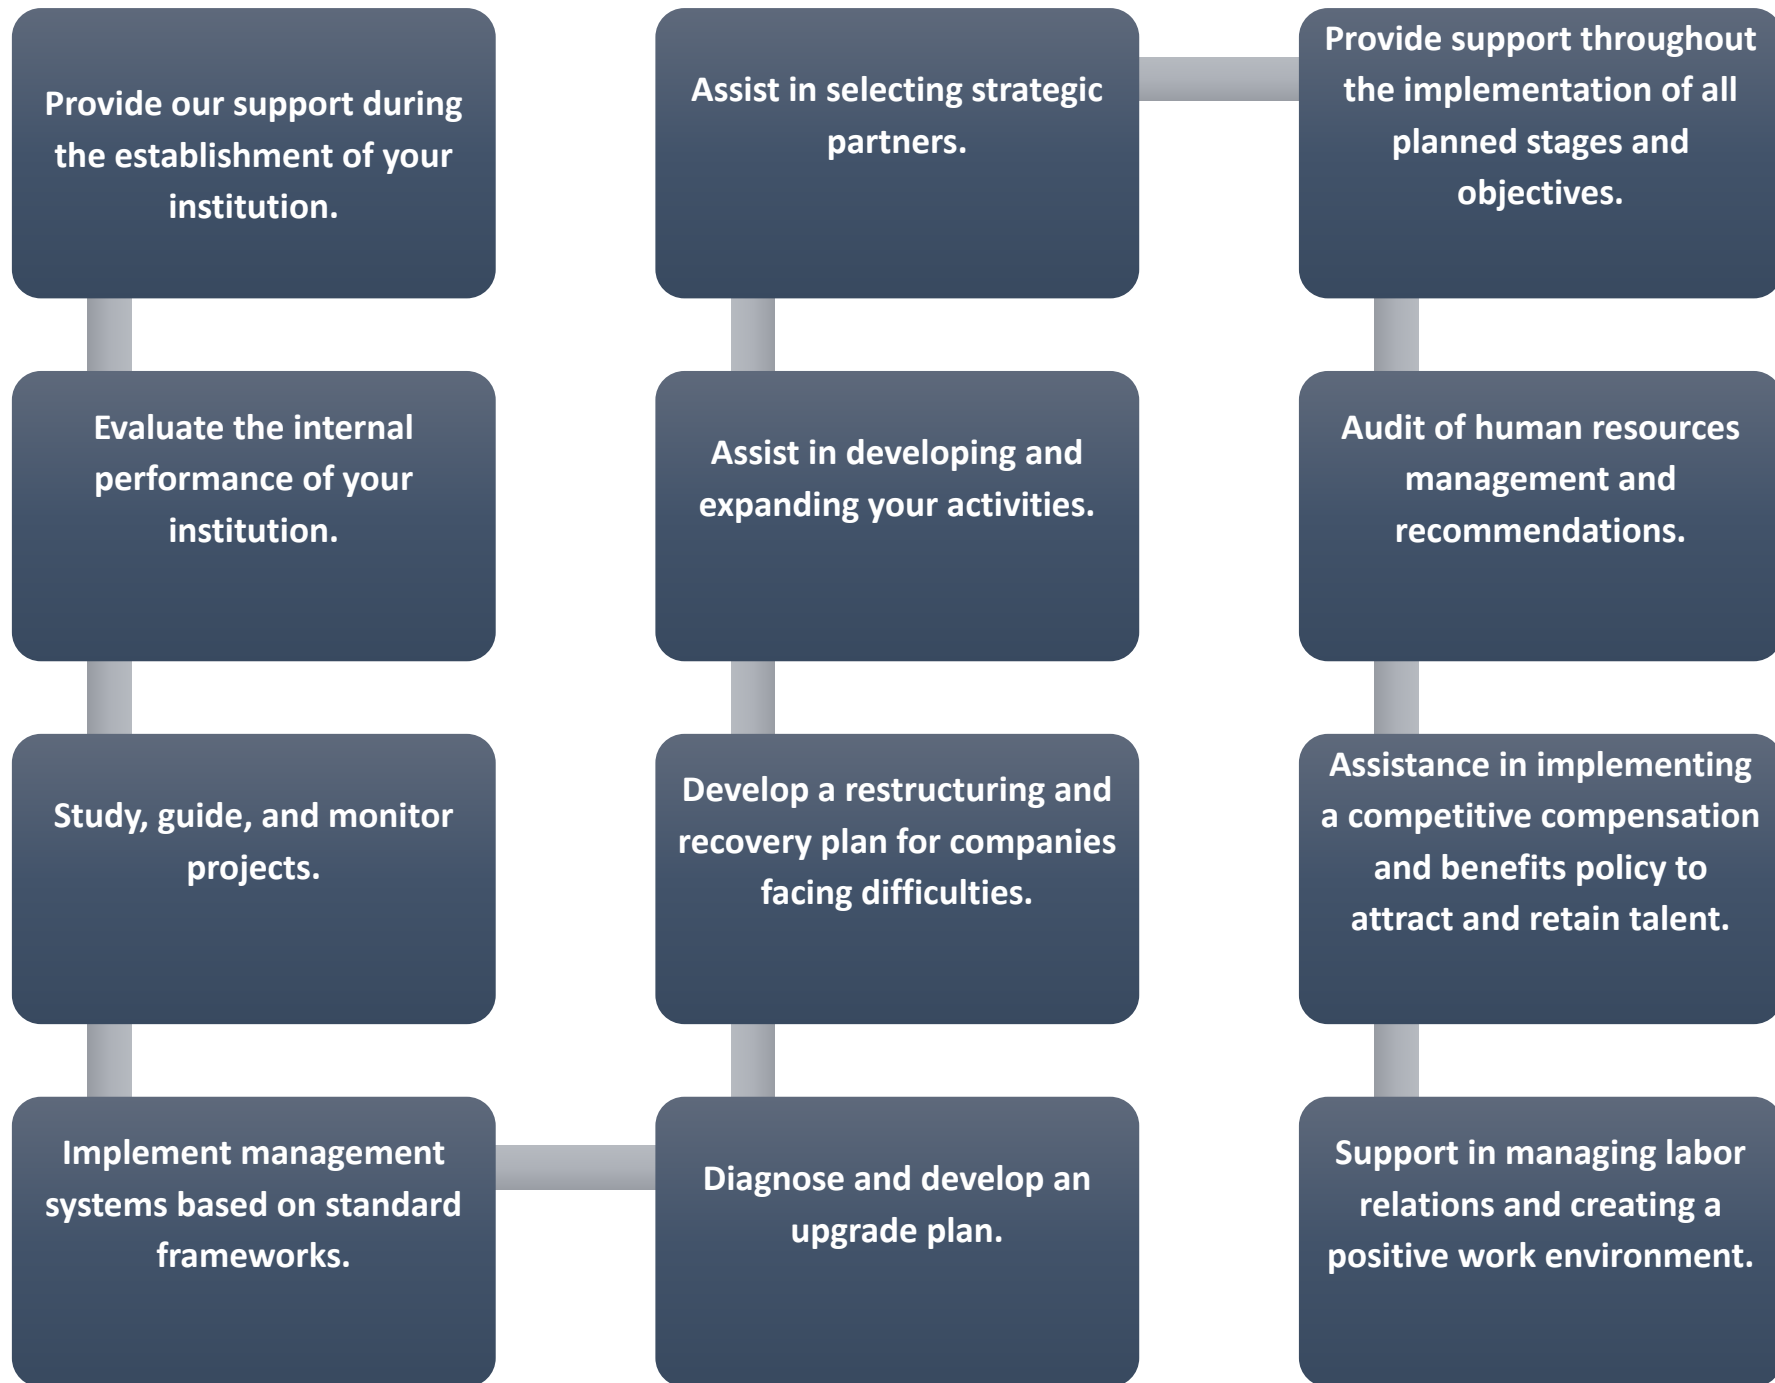 Provide our support during
the establishment of your
institution.
Evaluate the internal
performance of your
institution.
Study, guide, and monitor
projects.
Implement management
systems based on standard
frameworks.
Diagnose and develop an
upgrade plan.
Develop a restructuring and
recovery plan for companies
facing difficulties.
Assist in developing and
expanding your activities.
Assist in selecting strategic
partners.
Provide support throughout
the implementation of all
planned stages and
objectives.
Audit of human resources
management and
recommendations.
Assistance in implementing
a competitive compensation
and benefits policy to
attract and retain talent.
Support in managing labor
relations and creating a
positive work environment.